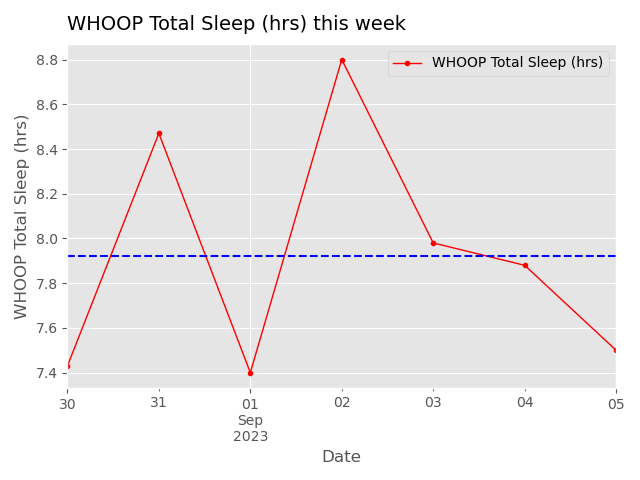 WHOOP Total Sleep (hrs) this week
WHOOP Total Sleep (hrs)
WHOOP Total Sleep (hrs)
8.8
8.6
8.4
8.2
8.0
7.8
7.6
7.4
30 31 01 02 03 04 05
Sep
2023
Date